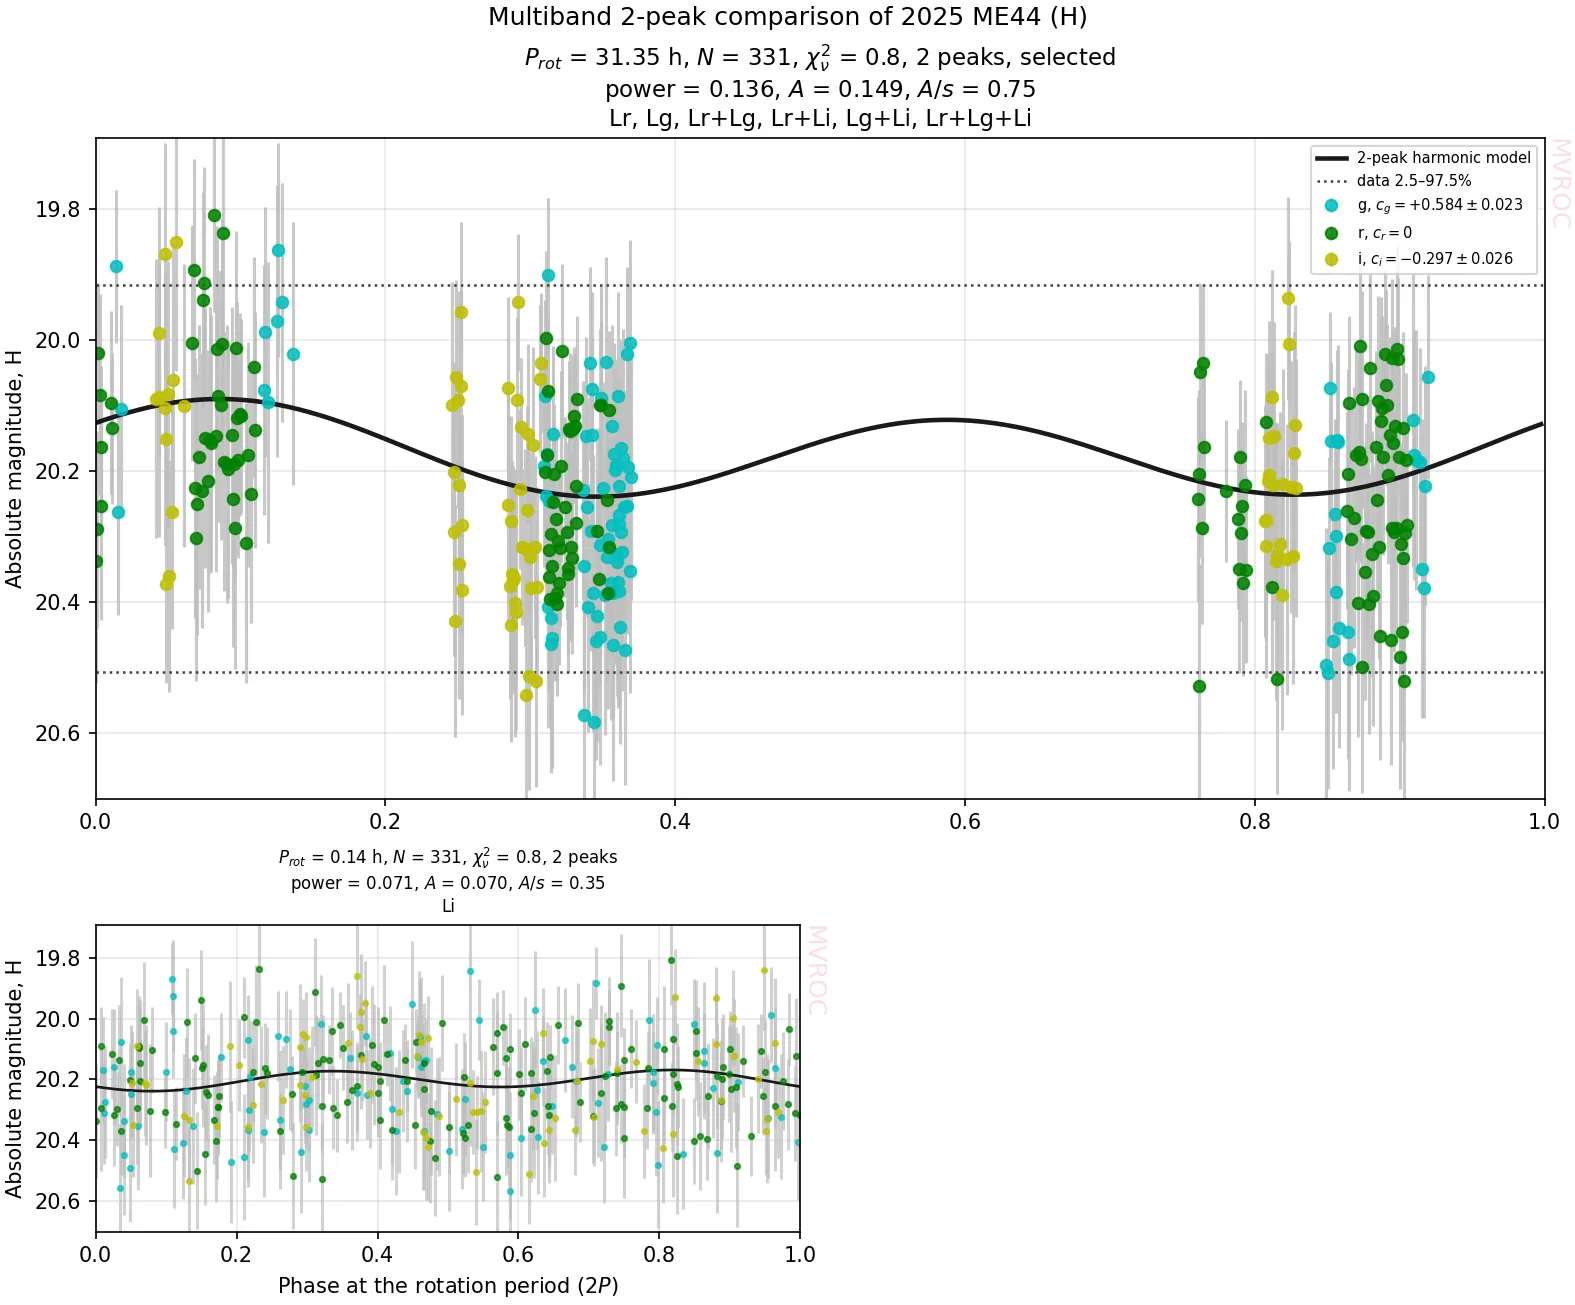 Multiband 2-peak comparison of 2025 ME44 (H)
P_rot = 31.35 h, N = 331, χ²_ν = 0.8, 2 peaks, selected
power = 0.136, A = 0.149, A/s = 0.75
Lr, Lg, Lr+Lg, Lr+Li, Lg+Li, Lr+Lg+Li
2-peak harmonic model
data 2.5–97.5%
g, c_g = +0.584 ± 0.023
r, c_r = 0
i, c_i = −0.297 ± 0.026
MVROC
Absolute magnitude, H
19.8
20.0
20.2
20.4
20.6
0.0 0.2 0.4 0.6 0.8 1.0
P_rot = 0.14 h, N = 331, χ²_ν = 0.8, 2 peaks
power = 0.071, A = 0.070, A/s = 0.35
Li
MVROC
Absolute magnitude, H
19.8
20.0
20.2
20.4
20.6
0.0 0.2 0.4 0.6 0.8 1.0
Phase at the rotation period (2P)